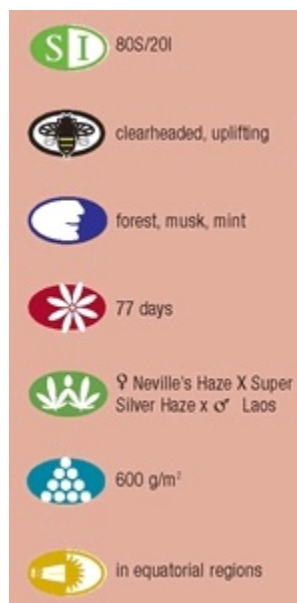 SI 80S/20I
clearheaded, uplifting
forest, musk, mint
77 days
♀ Neville's Haze X Super
Silver Haze x ♂ Laos
600 g/m²
in equatorial regions